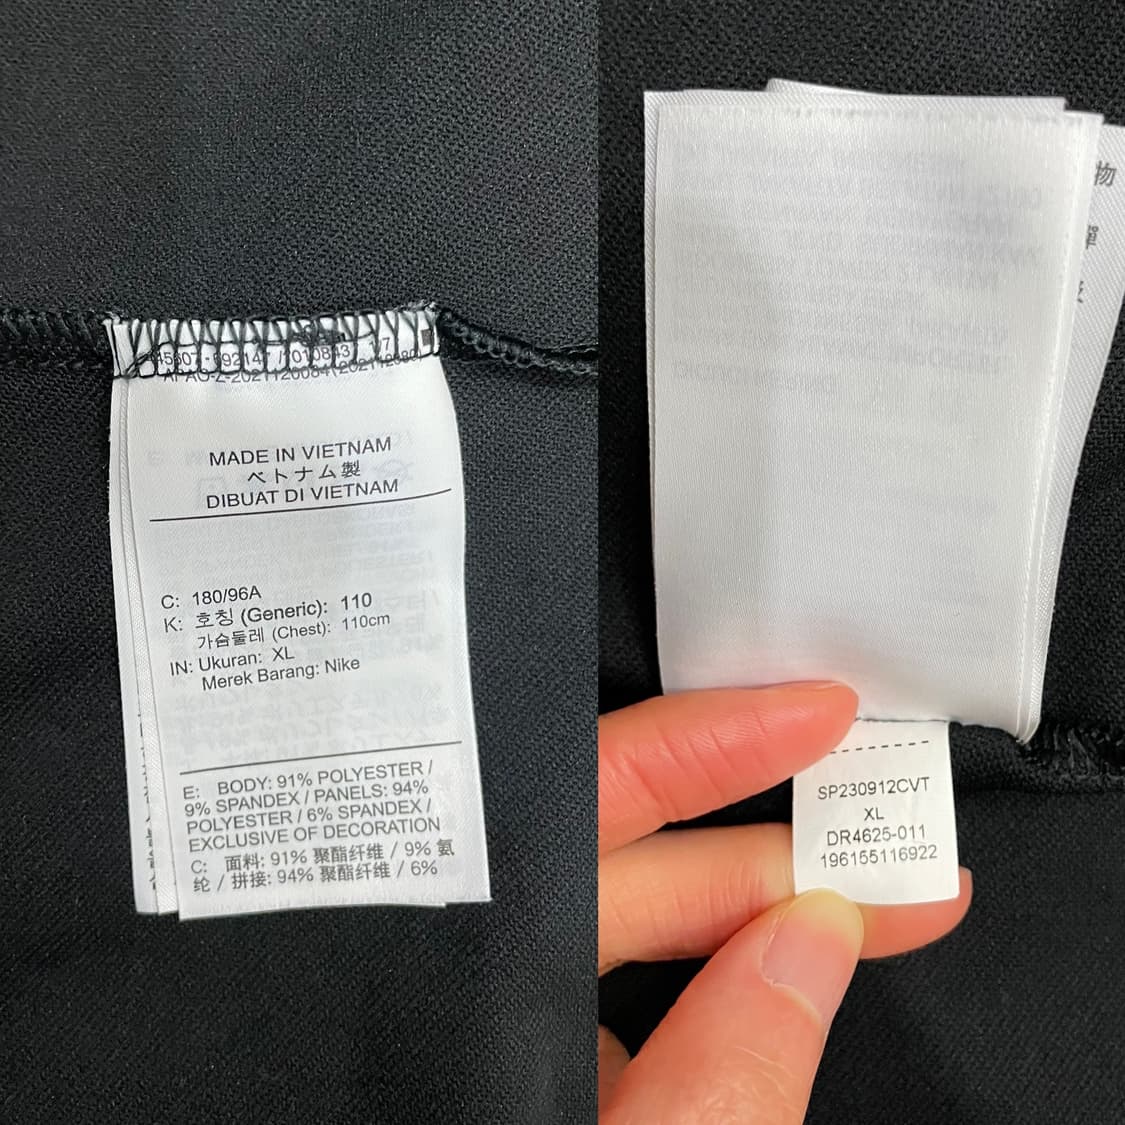 MADE IN VIETNAM
ベトナム製
DIBUAT DI VIETNAM
C: 180/96A
K: 호칭 (Generic): 110
가슴둘레 (Chest): 110cm
IN: Ukuran: XL
Merek Barang: Nike
E: BODY: 91% POLYESTER /
9% SPANDEX / PANELS: 94%
POLYESTER / 6% SPANDEX /
EXCLUSIVE OF DECORATION
C: 面料: 91% 聚酯纤维 / 9% 氨
纶 / 拼接: 94% 聚酯纤维 / 6%
物
SP230912CVT
XL
DR4625-011
196155116922